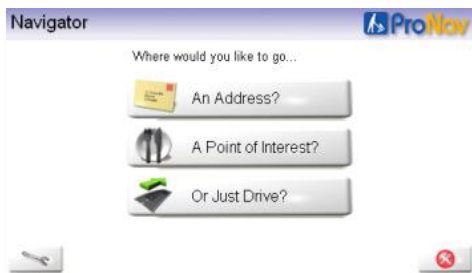 Navigator
ProNav
Where would you like to go...
An Address?
A Point of Interest?
Or Just Drive?